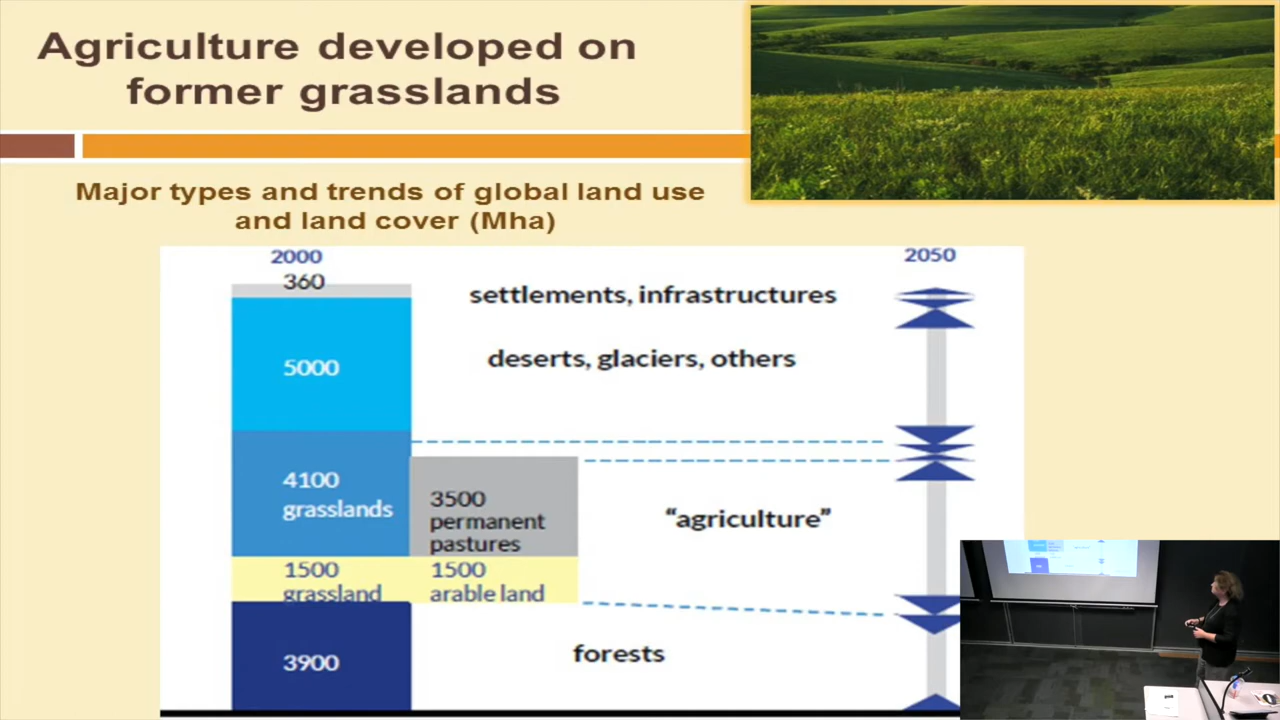 Agriculture developed on
former grasslands
Major types and trends of global land use
and land cover (Mha)
2000
2050
360
settlements, infrastructures
5000
deserts, glaciers, others
4100
grasslands
3500
permanent
pastures
"agriculture"
1500
grassland
1500
arable land
3900
forests